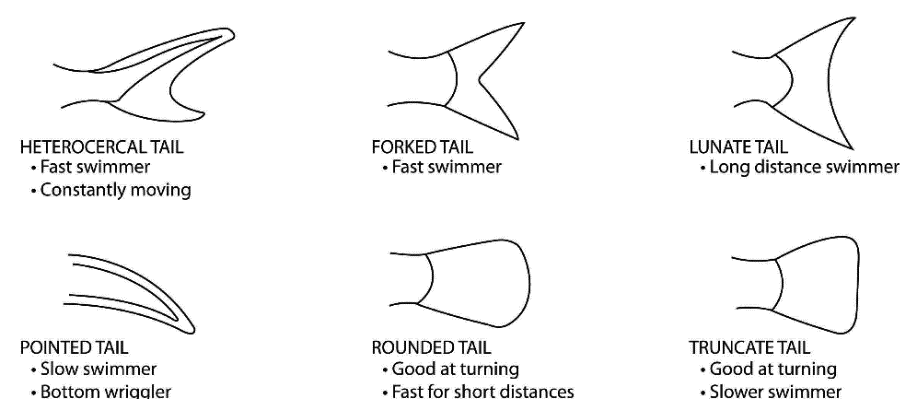 HETEROCERCAL TAIL
• Fast swimmer
• Constantly moving
FORKED TAIL
• Fast swimmer
LUNATE TAIL
• Long distance swimmer
POINTED TAIL
• Slow swimmer
• Bottom wriggler
ROUNDED TAIL
• Good at turning
• Fast for short distances
TRUNCATE TAIL
• Good at turning
• Slower swimmer